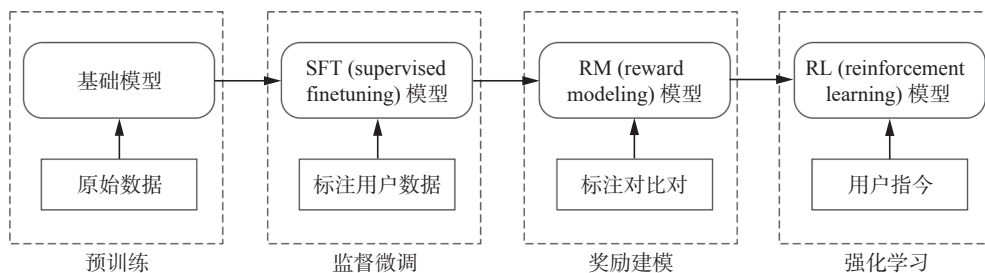 基础模型
SFT (supervised
finetuning) 模型
RM (reward
modeling) 模型
RL (reinforcement
learning) 模型
原始数据
标注用户数据
标注对比对
用户指令
预训练
监督微调
奖励建模
强化学习